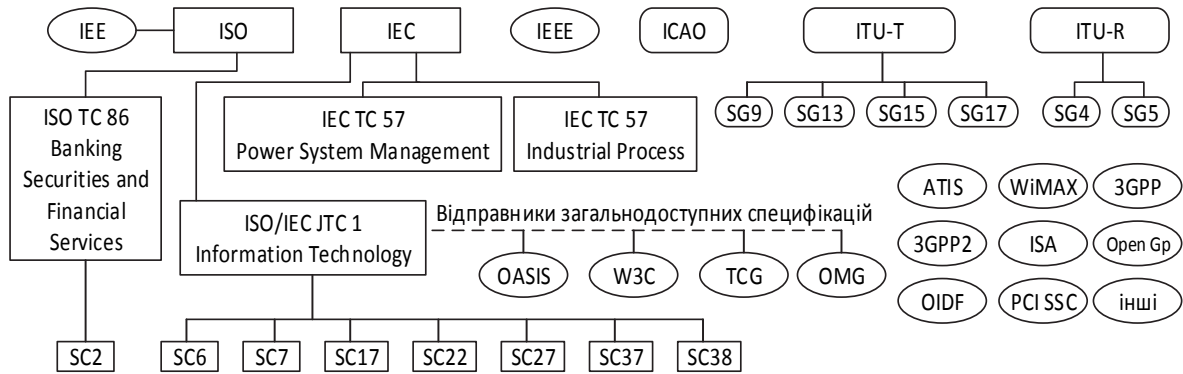 IEE
ISO
IEC
IEEE
ICAO
ITU-T
ITU-R
ISO TC 86
Banking
Securities and
Financial
Services
IEC TC 57
Power System Management
IEC TC 57
Industrial Process
SG9
SG13
SG15
SG17
SG4
SG5
ISO/IEC JTC 1
Information Technology
Відправники загальнодоступних специфікацій
OASIS
W3C
TCG
OMG
ATIS
WiMAX
3GPP
3GPP2
ISA
Open Gp
OIDF
PCI SSC
інші
SC2
SC6
SC7
SC17
SC22
SC27
SC37
SC38